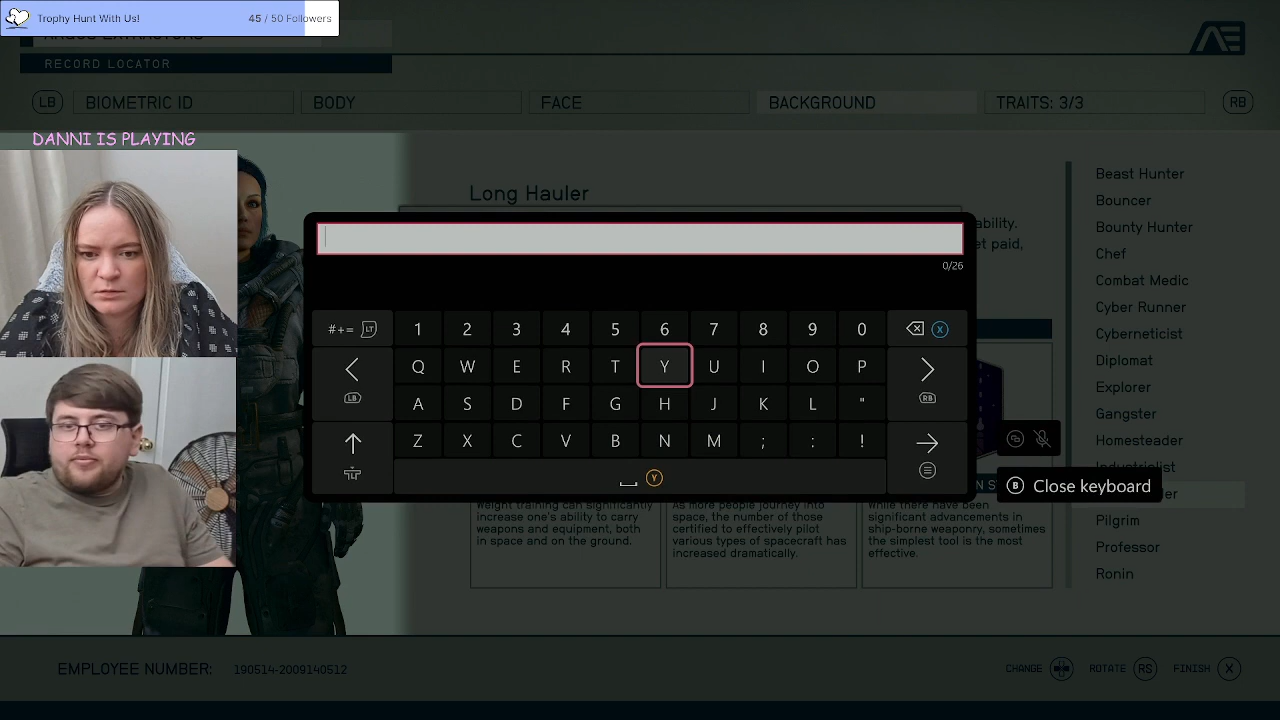 Trophy Hunt With Us!
45 / 50 Followers
RECORD LOCATOR
LB
BIOMETRIC ID
BODY
FACE
BACKGROUND
TRAITS: 3/3
RB
DANNI IS PLAYING
Long Hauler
ability.
et paid,
0/26
#+= LT
1 2 3 4 5 6 7 8 9 0
X
Q W E R T Y U I O P
LB
RB
A S D F G H J K L "
Z X C V B N M ; : !
Y
B Close keyboard
Weight training can significantly
increase one's ability to carry
weapons and equipment, both
in space and on the ground.
As more people journey into
space, the number of those
certified to effectively pilot
various types of spacecraft has
increased dramatically.
While there have been
significant advancements in
ship-borne weaponry, sometimes
the simplest tool is the most
effective.
Beast Hunter
Bouncer
Bounty Hunter
Chef
Combat Medic
Cyber Runner
Cyberneticist
Diplomat
Explorer
Gangster
Homesteader
Industrialist
Pilgrim
Professor
Ronin
EMPLOYEE NUMBER: 190514-2009140512
CHANGE
ROTATE RS
FINISH X